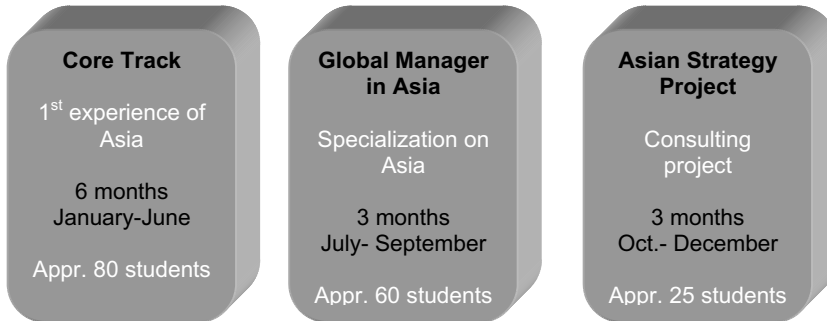 Core Track
1st experience of
Asia
6 months
January-June
Appr. 80 students
Global Manager
in Asia
Specialization on
Asia
3 months
July- September
Appr. 60 students
Asian Strategy
Project
Consulting
project
3 months
Oct.- December
Appr. 25 students